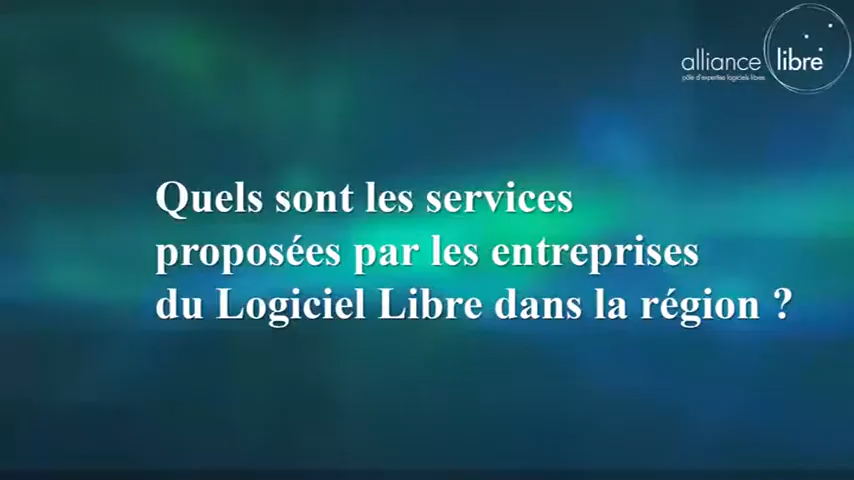 alliance libre
pôle d'expertes logiciels libres
Quels sont les services
proposées par les entreprises
du Logiciel Libre dans la région ?